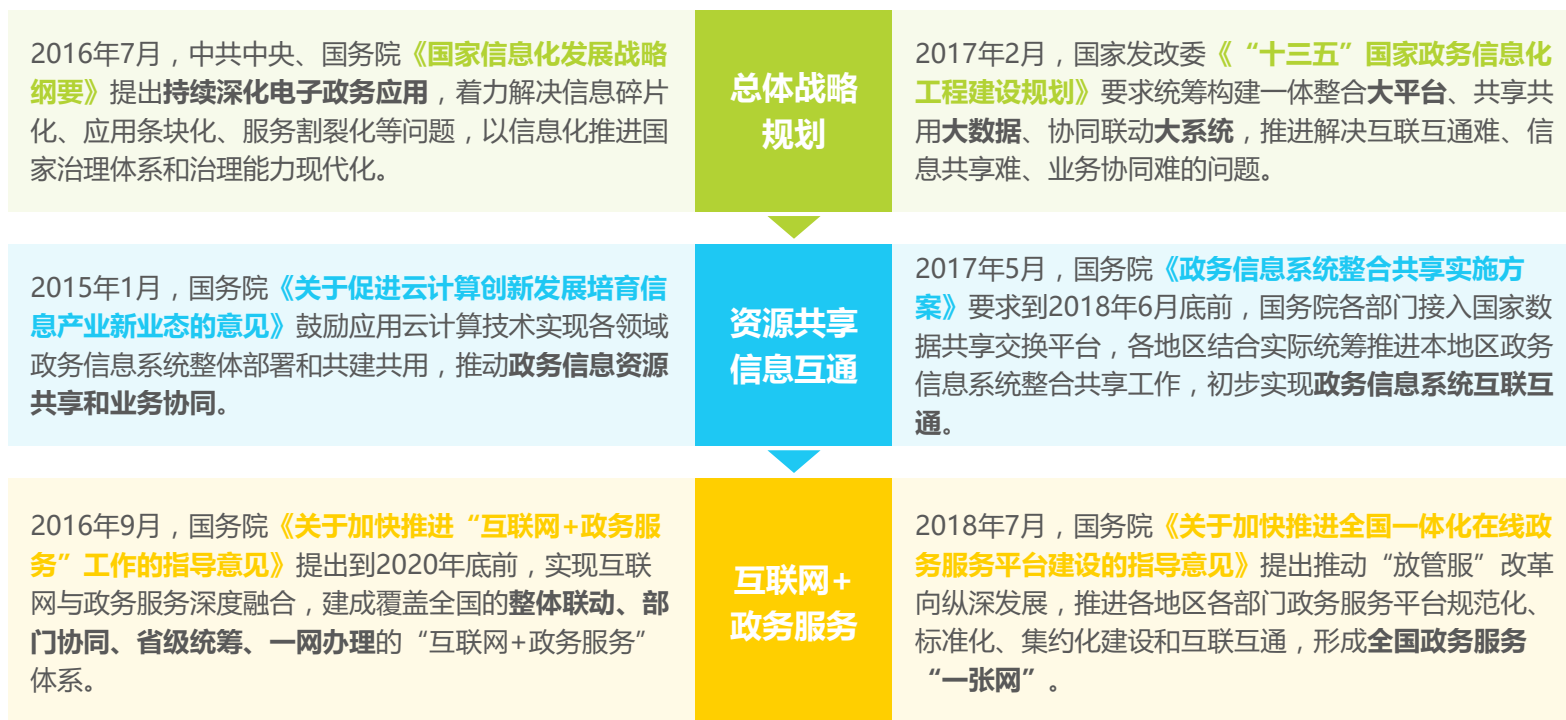 2016年7月，中共中央、国务院《国家信息化发展战略
纲要》提出持续深化电子政务应用，着力解决信息碎片
化、应用条块化、服务割裂化等问题，以信息化推进国
家治理体系和治理能力现代化。
总体战略
规划
2017年2月，国家发改委《“十三五”国家政务信息化
工程建设规划》要求统筹构建一体整合大平台、共享共
用大数据、协同联动大系统，推进解决互联互通难、信
息共享难、业务协同难的问题。
2015年1月，国务院《关于促进云计算创新发展培育信
息产业新业态的意见》鼓励应用云计算技术实现各领域
政务信息系统整体部署和共建共用，推动政务信息资源
共享和业务协同。
资源共享
信息互通
2017年5月，国务院《政务信息系统整合共享实施方
案》要求到2018年6月底前，国务院各部门接入国家数
据共享交换平台，各地区结合实际统筹推进本地区政务
信息系统整合共享工作，初步实现政务信息系统互联互
通。
2016年9月，国务院《关于加快推进“互联网+政务服
务”工作的指导意见》提出到2020年底前，实现互联
网与政务服务深度融合，建成覆盖全国的整体联动、部
门协同、省级统筹、一网办理的“互联网+政务服务”
体系。
互联网+
政务服务
2018年7月，国务院《关于加快推进全国一体化在线政
务服务平台建设的指导意见》提出推动“放管服”改革
向纵深发展，推进各地区各部门政务服务平台规范化、
标准化、集约化建设和互联互通，形成全国政务服务
“一张网”。